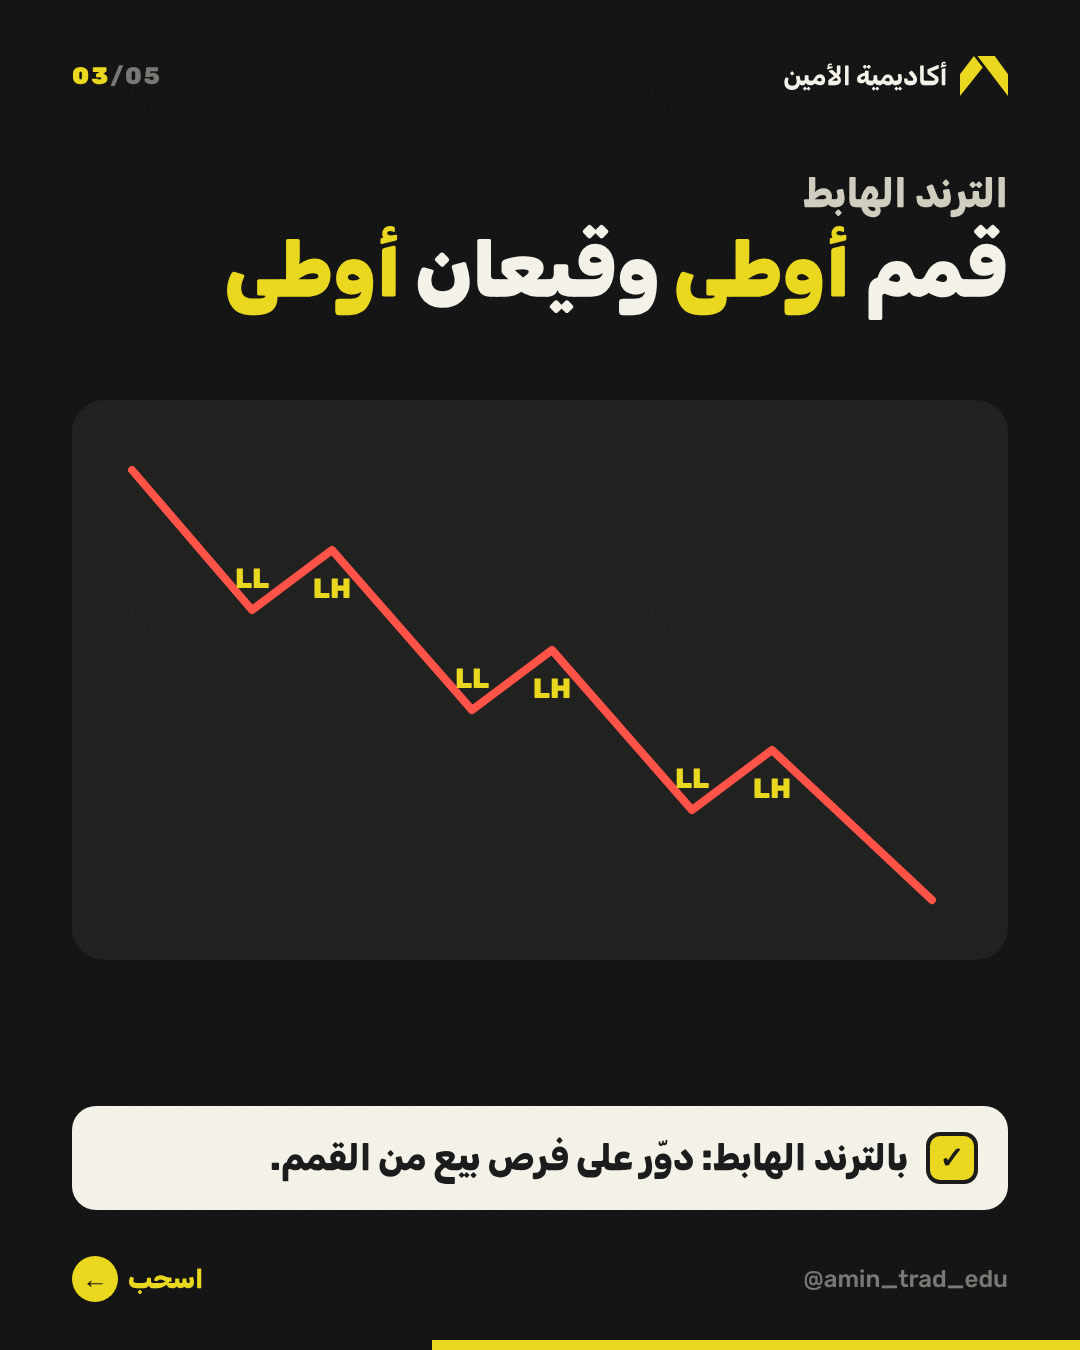 أكاديمية الأمين
03/05
الترند الهابط
قمم أوطى وقيعان أوطى
LL
LH
LL
LH
LL
LH
✓ بالترند الهابط: دوّر على فرص بيع من القمم.
@amin_trad_edu
اسحب ←